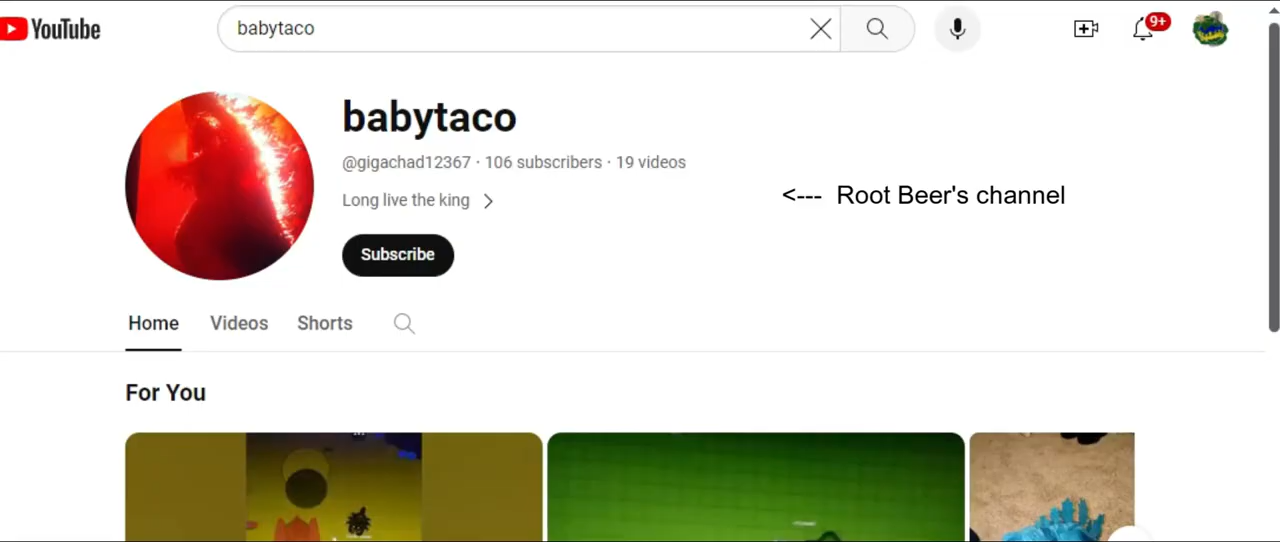 YouTube
babytaco
9+
babytaco
@gigachad12367 · 106 subscribers · 19 videos
Long live the king
<--- Root Beer's channel
Subscribe
Home Videos Shorts
For You